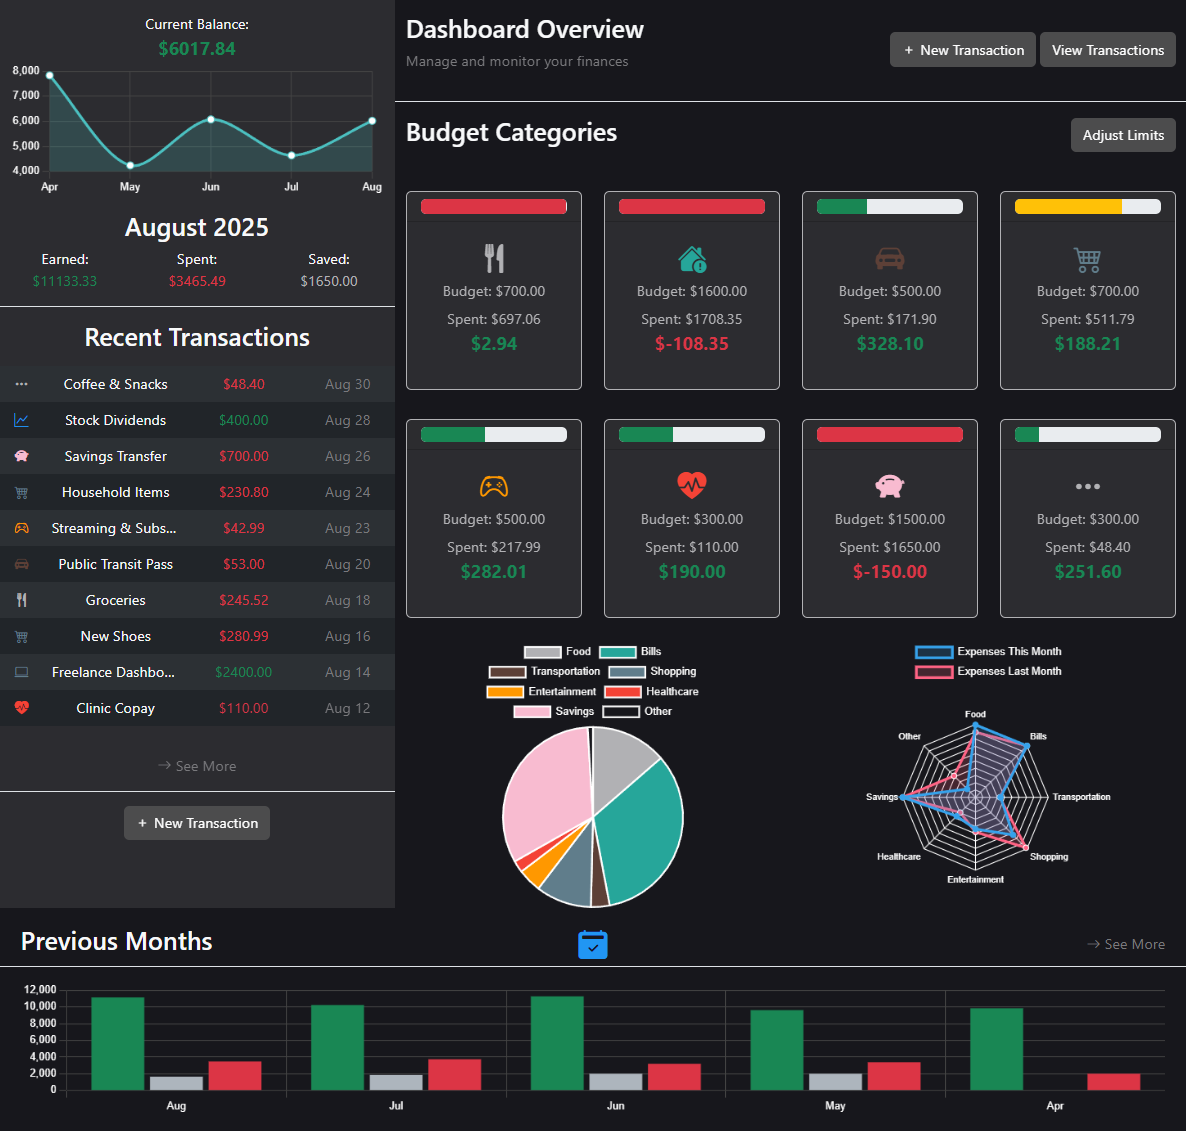 Current Balance:
$6017.84
8,000
7,000
6,000
5,000
4,000
Apr May Jun Jul Aug
August 2025
Earned: Spent: Saved:
$11133.33 $3465.49 $1650.00
Recent Transactions
Coffee & Snacks $48.40 Aug 30
Stock Dividends $400.00 Aug 28
Savings Transfer $700.00 Aug 26
Household Items $230.80 Aug 24
Streaming & Subs... $42.99 Aug 23
Public Transit Pass $53.00 Aug 20
Groceries $245.52 Aug 18
New Shoes $280.99 Aug 16
Freelance Dashbo... $2400.00 Aug 14
Clinic Copay $110.00 Aug 12
→ See More
+ New Transaction
Dashboard Overview
Manage and monitor your finances
+ New Transaction View Transactions
Budget Categories
Adjust Limits
Budget: $700.00
Spent: $697.06
$2.94
Budget: $1600.00
Spent: $1708.35
$-108.35
Budget: $500.00
Spent: $171.90
$328.10
Budget: $700.00
Spent: $511.79
$188.21
Budget: $500.00
Spent: $217.99
$282.01
Budget: $300.00
Spent: $110.00
$190.00
Budget: $1500.00
Spent: $1650.00
$-150.00
Budget: $300.00
Spent: $48.40
$251.60
Food Bills
Transportation Shopping
Entertainment Healthcare
Savings Other
Expenses This Month
Expenses Last Month
Food
Other Bills
Savings Transportation
Healthcare Shopping
Entertainment
Previous Months
→ See More
12,000
10,000
8,000
6,000
4,000
2,000
0
Aug Jul Jun May Apr